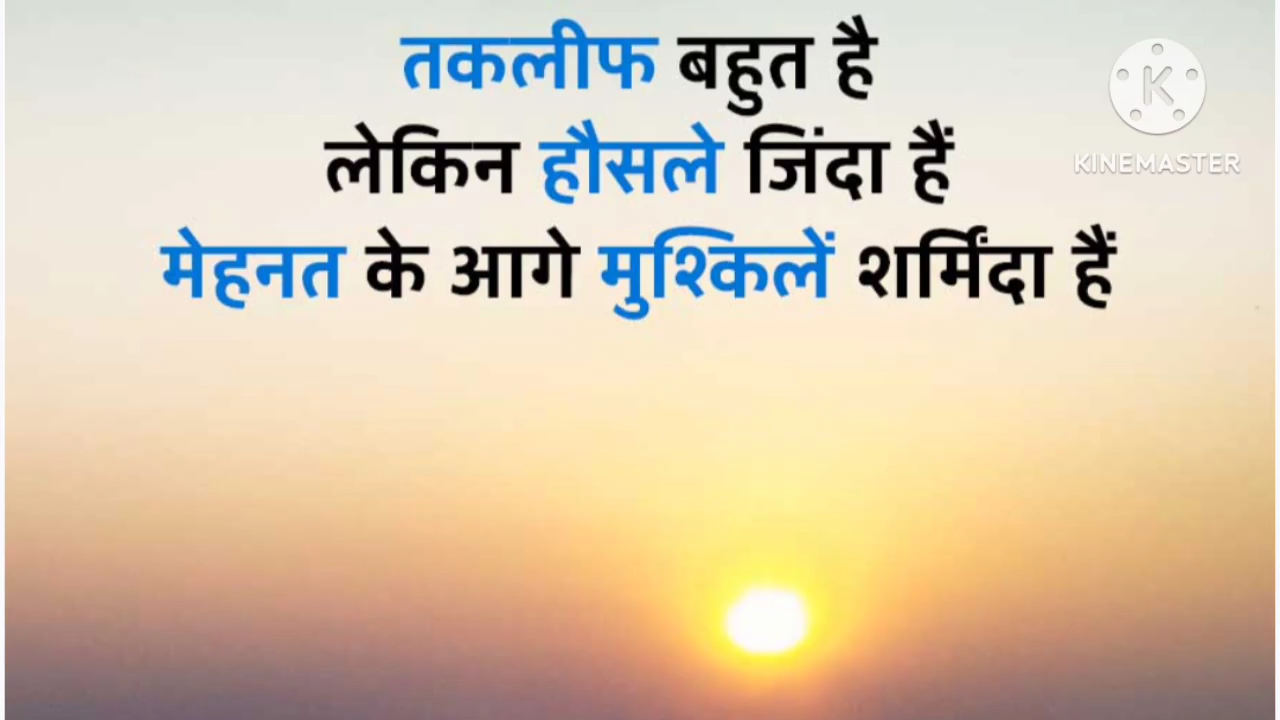 तकलीफ बहुत है
लेकिन हौसले जिंदा हैं
मेहनत के आगे मुश्किलें शर्मिंदा हैं
K
KINEMASTER